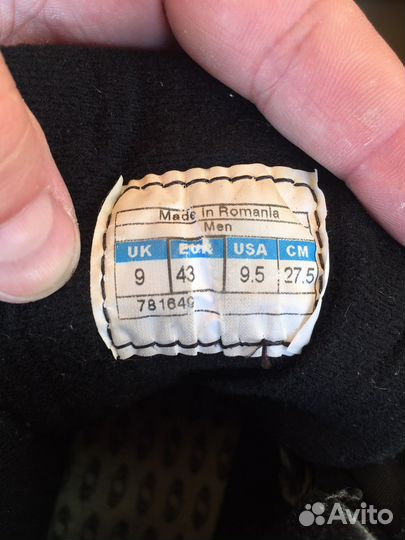 Made in Romania
Men
UK EUR USA CM
9 43 9.5 27.5
781649
Avito